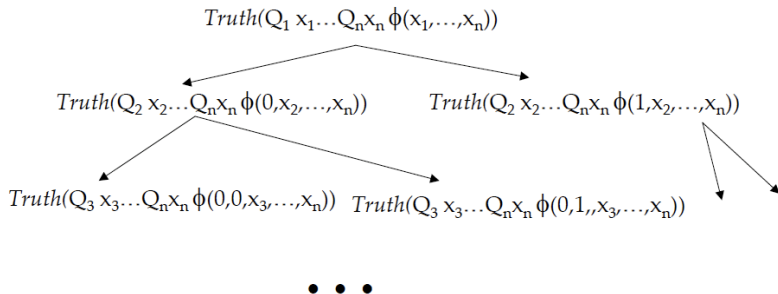 Truth(Q₁ x₁…Qₙxₙ ϕ(x₁,…,xₙ))
Truth(Q₂ x₂…Qₙxₙ ϕ(0,x₂,…,xₙ)) Truth(Q₂ x₂…Qₙxₙ ϕ(1,x₂,…,xₙ))
Truth(Q₃ x₃…Qₙxₙ ϕ(0,0,x₃,…,xₙ)) Truth(Q₃ x₃…Qₙxₙ ϕ(0,1,,x₃,…,xₙ))
• • •